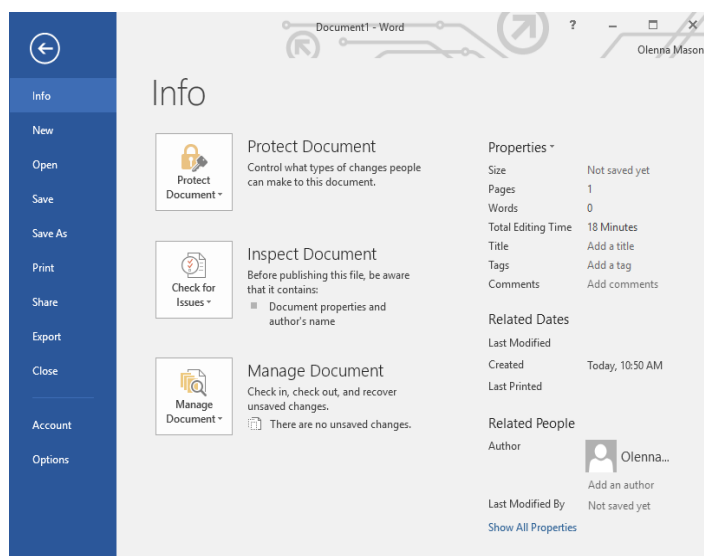 Document1 - Word
?
Olenna Mason
Info
New
Open
Save
Save As
Print
Share
Export
Close
Account
Options
Info
Protect
Document
Protect Document
Control what types of changes people
can make to this document.
Check for
Issues
Inspect Document
Before publishing this file, be aware
that it contains:
Document properties and
author's name
Manage
Document
Manage Document
Check in, check out, and recover
unsaved changes.
There are no unsaved changes.
Properties
Size Not saved yet
Pages 1
Words 0
Total Editing Time 18 Minutes
Title Add a title
Tags Add a tag
Comments Add comments
Related Dates
Last Modified
Created Today, 10:50 AM
Last Printed
Related People
Author Olenna...
Add an author
Last Modified By Not saved yet
Show All Properties